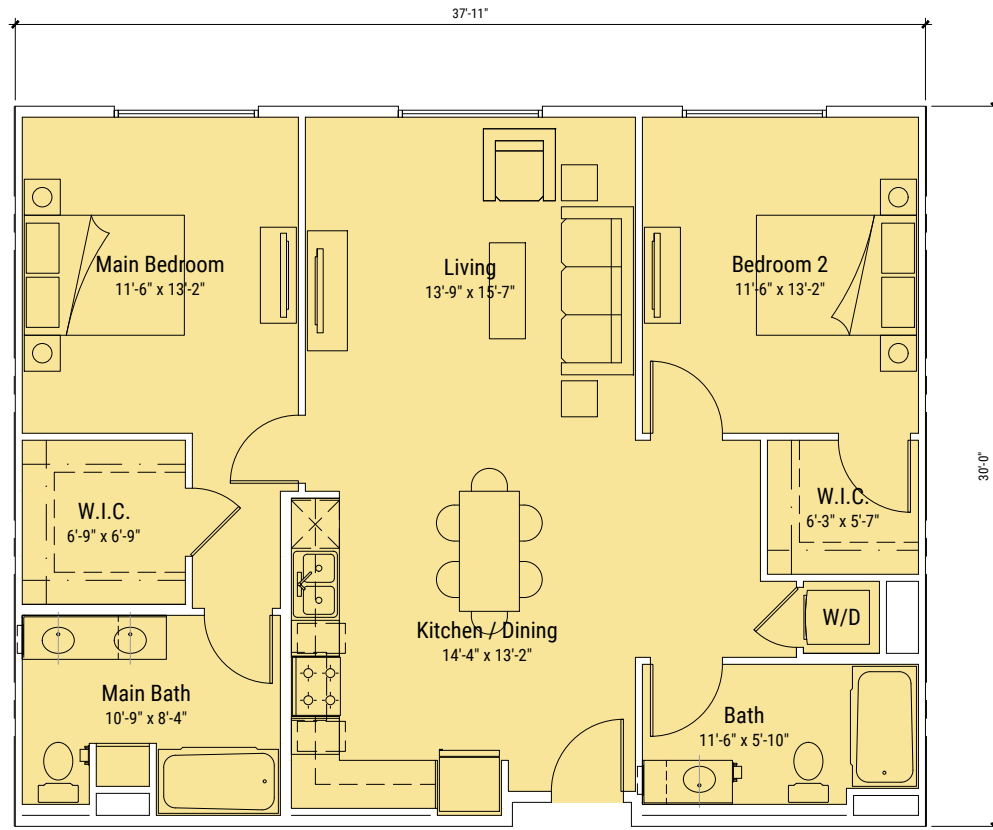 37'-11"
Main Bedroom
11'-6" x 13'-2"
Living
13'-9" x 15'-7"
Bedroom 2
11'-6" x 13'-2"
30'-0"
W.I.C.
6'-9" x 6'-9"
W.I.C.
6'-3" x 5'-7"
Kitchen / Dining
14'-4" x 13'-2"
W/D
Main Bath
10'-9" x 8'-4"
Bath
11'-6" x 5'-10"